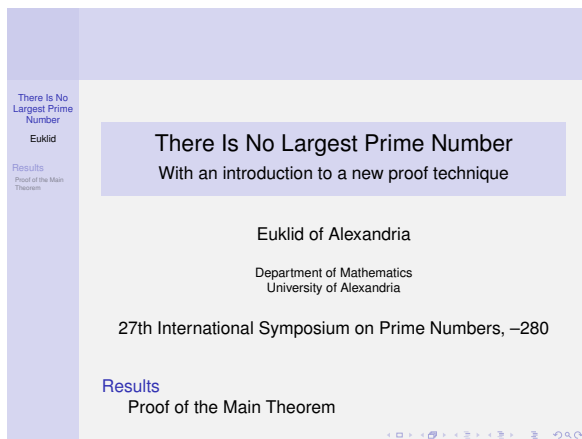 There Is No
Largest Prime
Number
Euklid
Results
Proof of the Main
Theorem
There Is No Largest Prime Number
With an introduction to a new proof technique
Euklid of Alexandria
Department of Mathematics
University of Alexandria
27th International Symposium on Prime Numbers, –280
Results
Proof of the Main Theorem